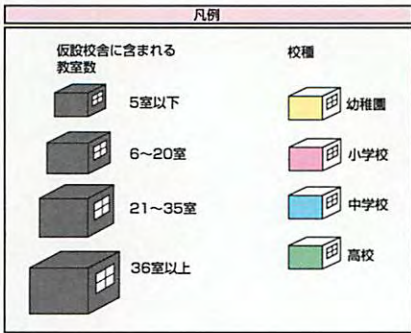 凡例
仮設校舎に含まれる
教室数
5室以下
6〜20室
21〜35室
36室以上
校種
幼稚園
小学校
中学校
高校